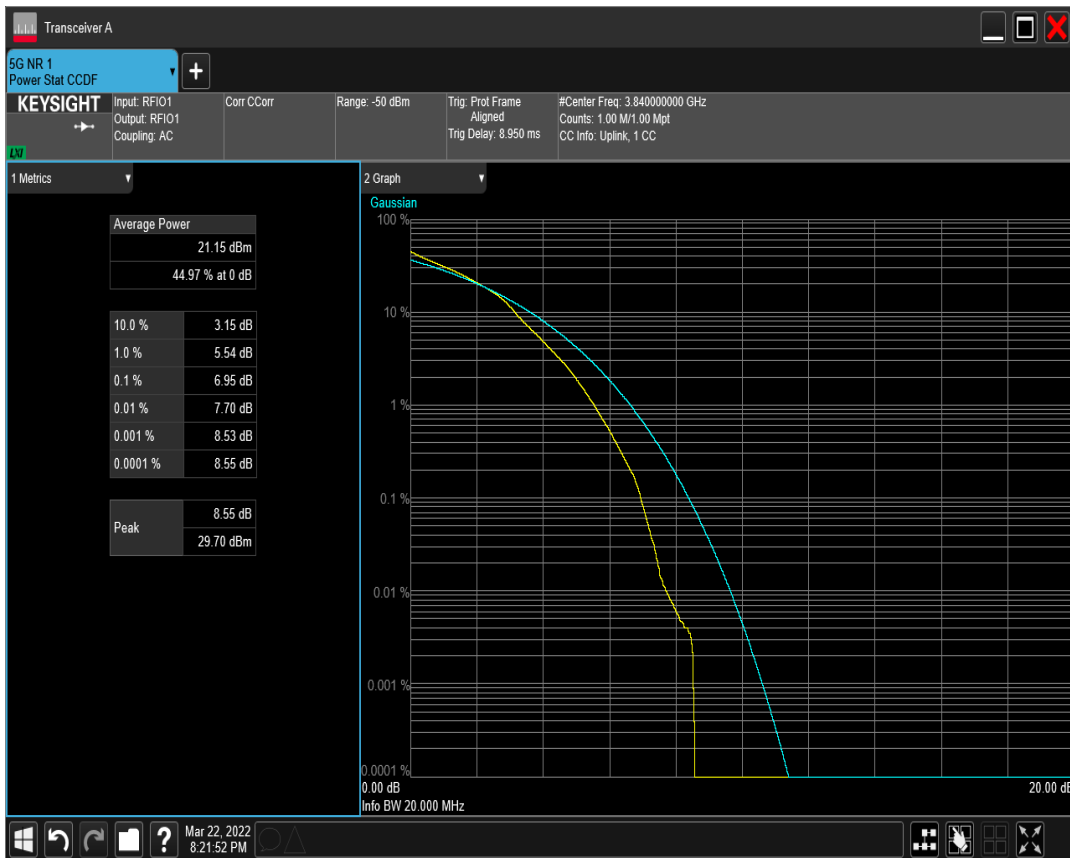 Transceiver A
5G NR 1
Power Stat CCDF
KEYSIGHT
LXI
Input: RFIO1
Output: RFIO1
Coupling: AC
Corr CCorr
Range: -50 dBm
Trig: Prot Frame
Aligned
Trig Delay: 8.950 ms
#Center Freq: 3.840000000 GHz
Counts: 1.00 M/1.00 Mpt
CC Info: Uplink, 1 CC
1 Metrics
Average Power
21.15 dBm
44.97 % at 0 dB
10.0 % 3.15 dB
1.0 % 5.54 dB
0.1 % 6.95 dB
0.01 % 7.70 dB
0.001 % 8.53 dB
0.0001 % 8.55 dB
Peak
8.55 dB
29.70 dBm
2 Graph
Gaussian
100 %
10 %
1 %
0.1 %
0.01 %
0.001 %
0.0001 %
0.00 dB 20.00 dB
Info BW 20.000 MHz
?
Mar 22, 2022
8:21:52 PM